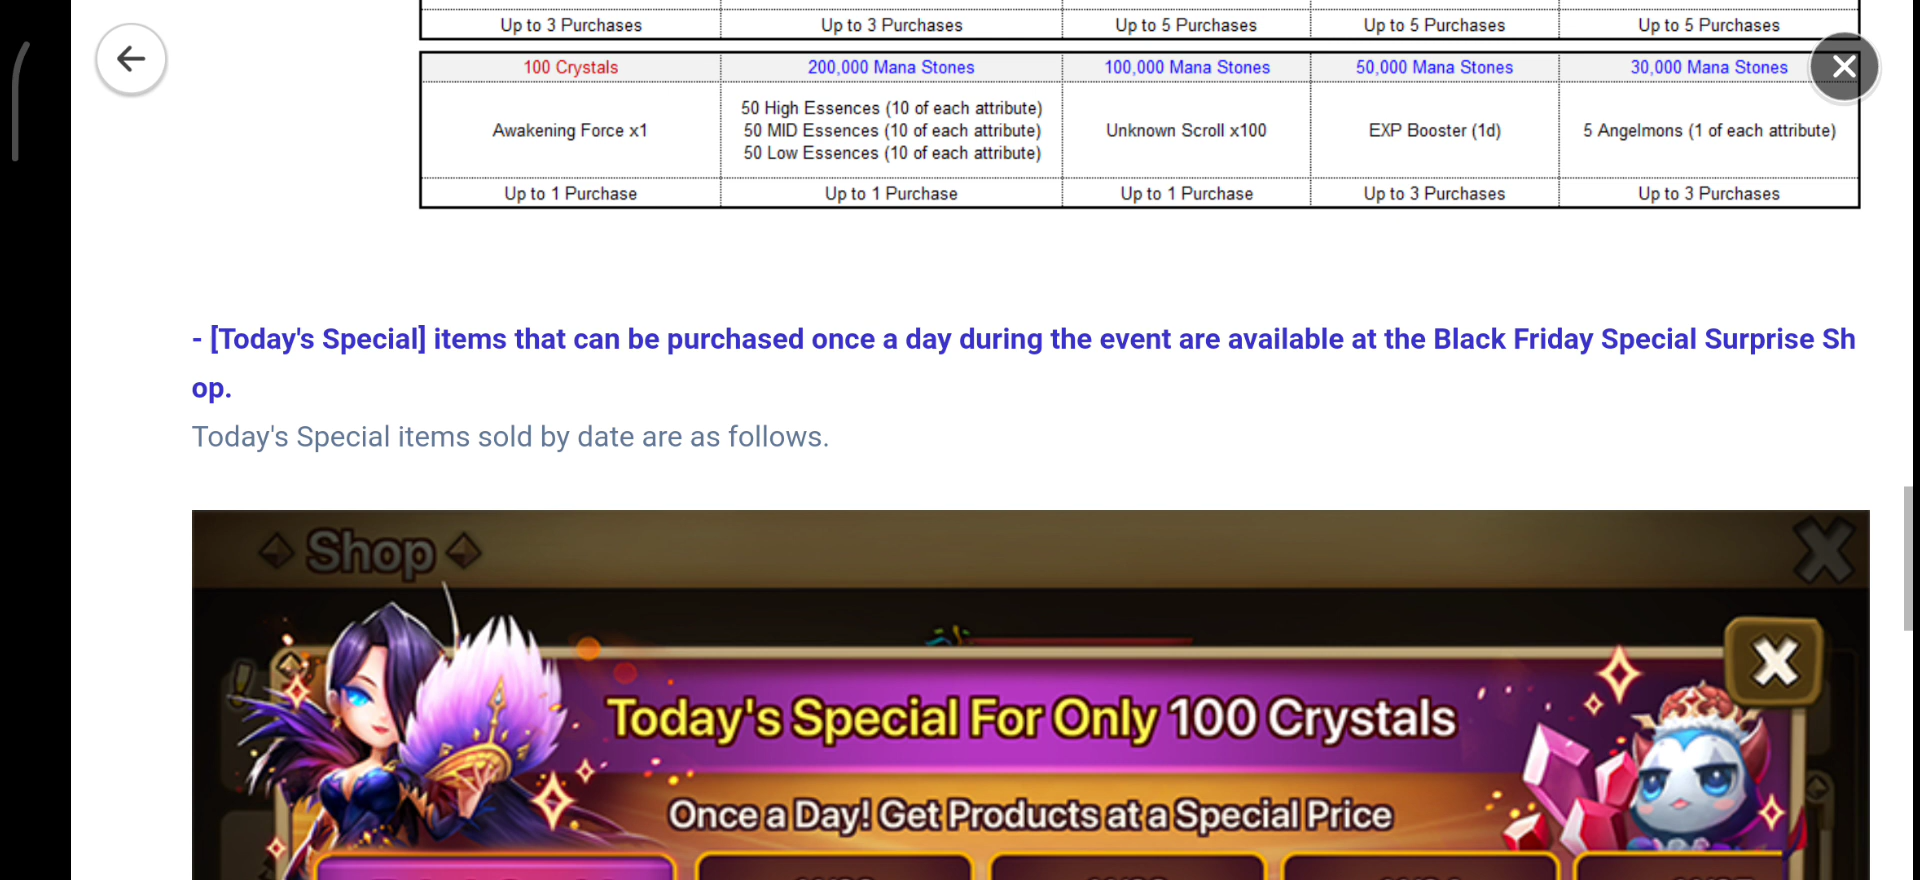 Up to 3 Purchases Up to 3 Purchases Up to 5 Purchases Up to 5 Purchases Up to 5 Purchases
100 Crystals 200,000 Mana Stones 100,000 Mana Stones 50,000 Mana Stones 30,000 Mana Stones
50 High Essences (10 of each attribute)
Awakening Force x1 50 MID Essences (10 of each attribute) Unknown Scroll x100 EXP Booster (1d) 5 Angelmons (1 of each attribute)
50 Low Essences (10 of each attribute)
Up to 1 Purchase Up to 1 Purchase Up to 1 Purchase Up to 3 Purchases Up to 3 Purchases
- [Today's Special] items that can be purchased once a day during the event are available at the Black Friday Special Surprise Sh
op.
Today's Special items sold by date are as follows.
Shop
Today's Special For Only 100 Crystals
Once a Day! Get Products at a Special Price